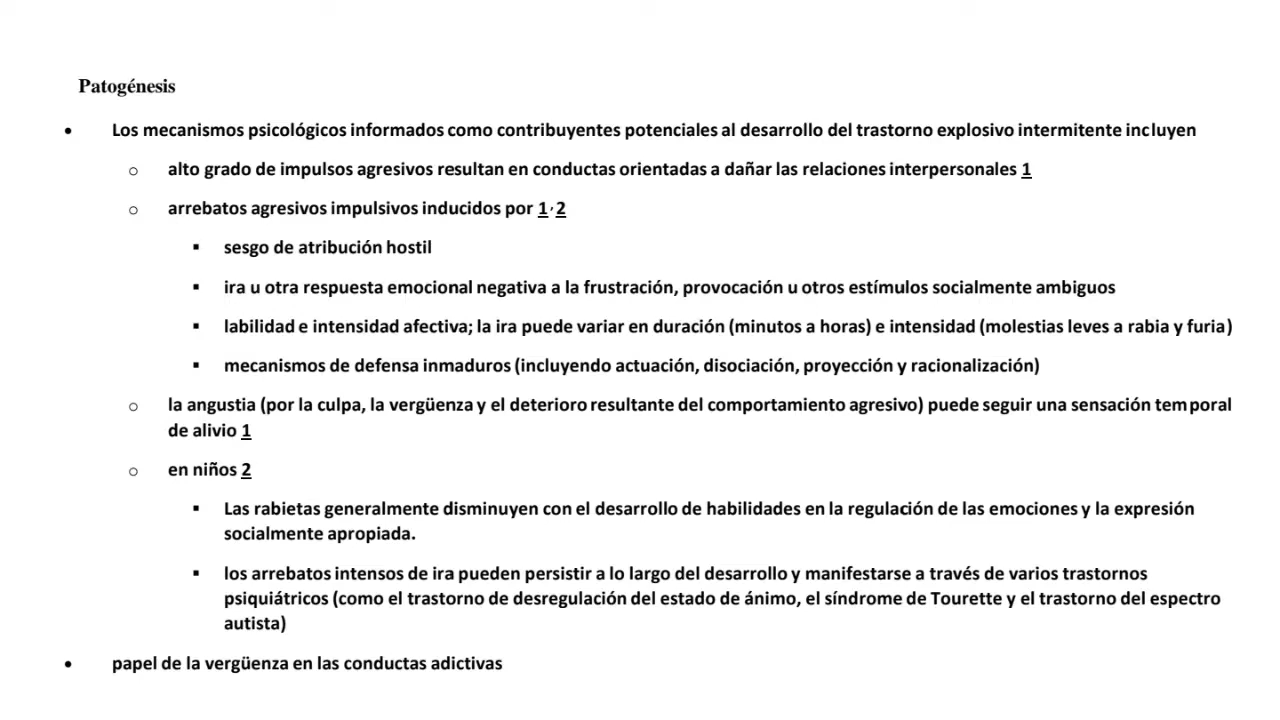 Patogénesis
• Los mecanismos psicológicos informados como contribuyentes potenciales al desarrollo del trastorno explosivo intermitente incluyen
o alto grado de impulsos agresivos resultan en conductas orientadas a dañar las relaciones interpersonales 1
o arrebatos agresivos impulsivos inducidos por 1,2
▪ sesgo de atribución hostil
▪ ira u otra respuesta emocional negativa a la frustración, provocación u otros estímulos socialmente ambiguos
▪ labilidad e intensidad afectiva; la ira puede variar en duración (minutos a horas) e intensidad (molestias leves a rabia y furia)
▪ mecanismos de defensa inmaduros (incluyendo actuación, disociación, proyección y racionalización)
o la angustia (por la culpa, la vergüenza y el deterioro resultante del comportamiento agresivo) puede seguir una sensación temporal
de alivio 1
o en niños 2
▪ Las rabietas generalmente disminuyen con el desarrollo de habilidades en la regulación de las emociones y la expresión
socialmente apropiada.
▪ los arrebatos intensos de ira pueden persistir a lo largo del desarrollo y manifestarse a través de varios trastornos
psiquiátricos (como el trastorno de desregulación del estado de ánimo, el síndrome de Tourette y el trastorno del espectro
autista)
• papel de la vergüenza en las conductas adictivas